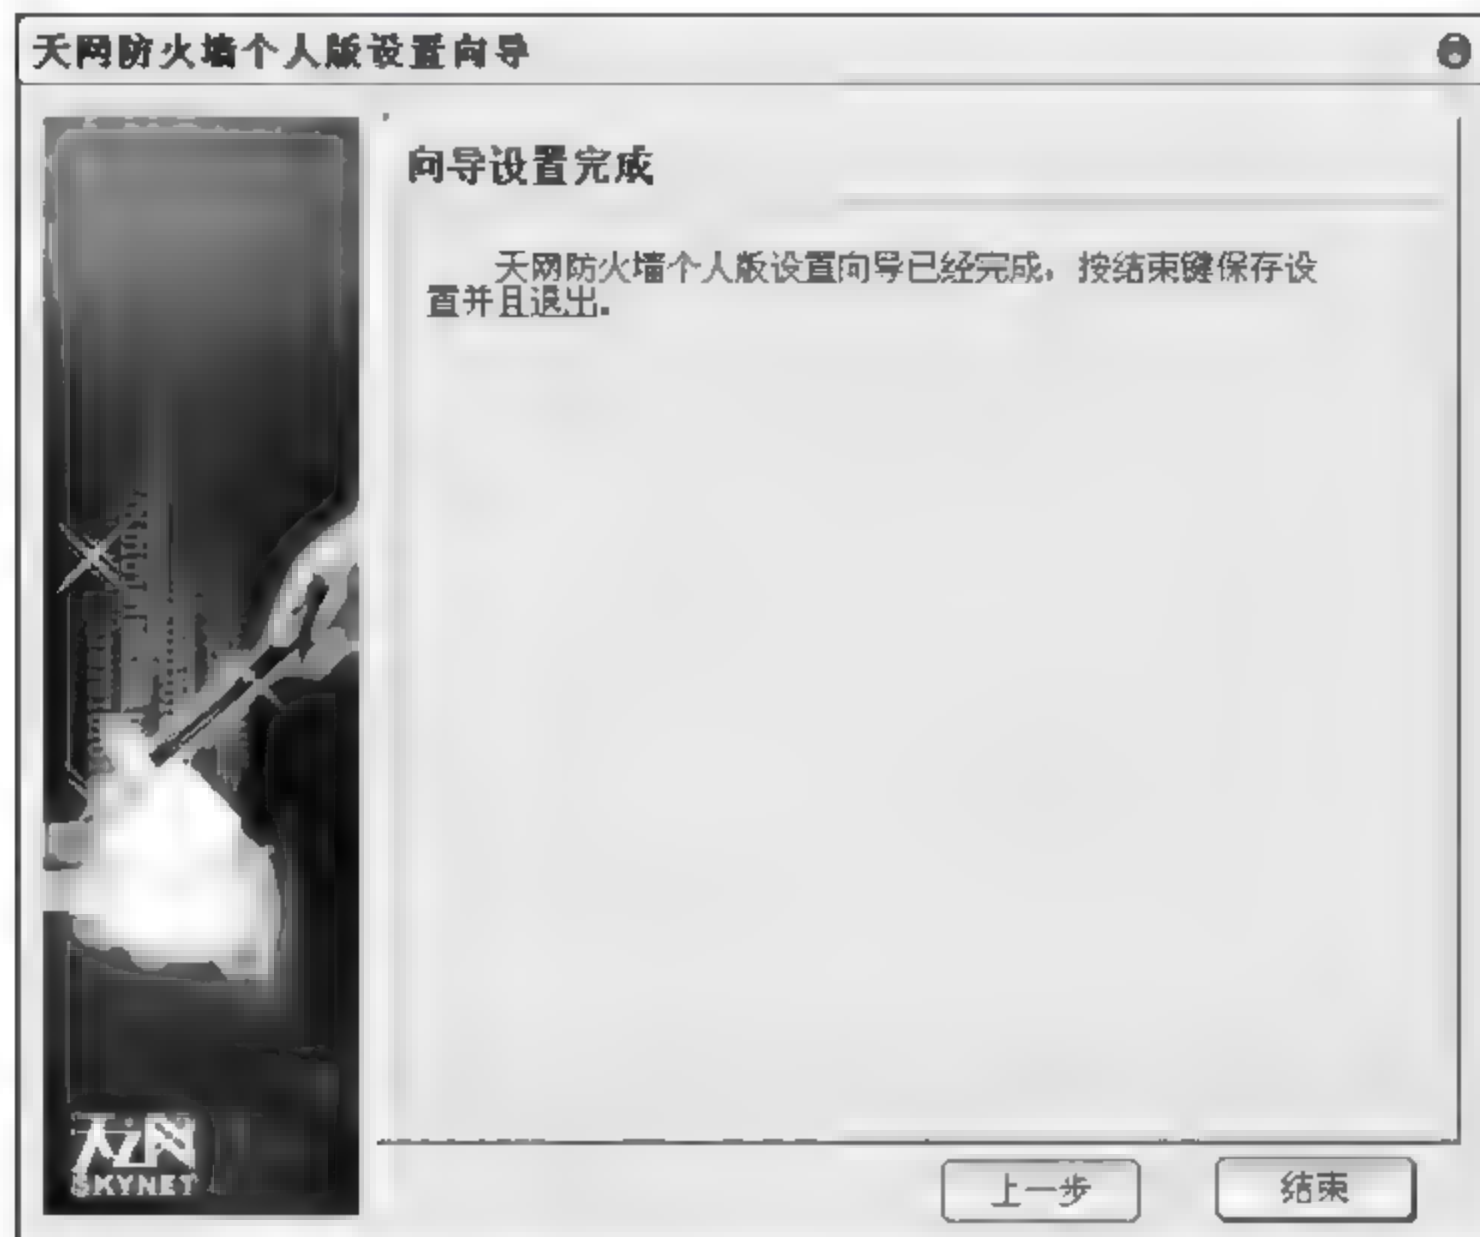 天网防火墙个人版设置向导
向导设置完成
天网防火墙个人版设置向导已经完成，按结束键保存设
置并且退出。
天网
SKYNET
上一步
结束